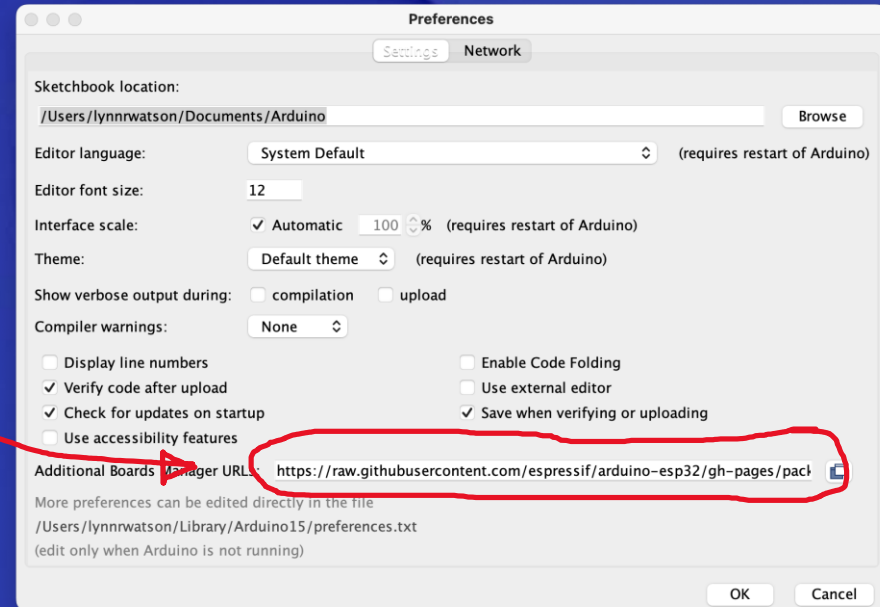 Preferences
Settings Network
Sketchbook location:
/Users/lynnrwatson/Documents/Arduino Browse
Editor language: System Default (requires restart of Arduino)
Editor font size: 12
Interface scale: Automatic 100 % (requires restart of Arduino)
Theme: Default theme (requires restart of Arduino)
Show verbose output during: compilation upload
Compiler warnings: None
Display line numbers Enable Code Folding
Verify code after upload Use external editor
Check for updates on startup Save when verifying or uploading
Use accessibility features
Additional Boards Manager URLs: https://raw.githubusercontent.com/espressif/arduino-esp32/gh-pages/pack
More preferences can be edited directly in the file
/Users/lynnrwatson/Library/Arduino15/preferences.txt
(edit only when Arduino is not running)
OK Cancel